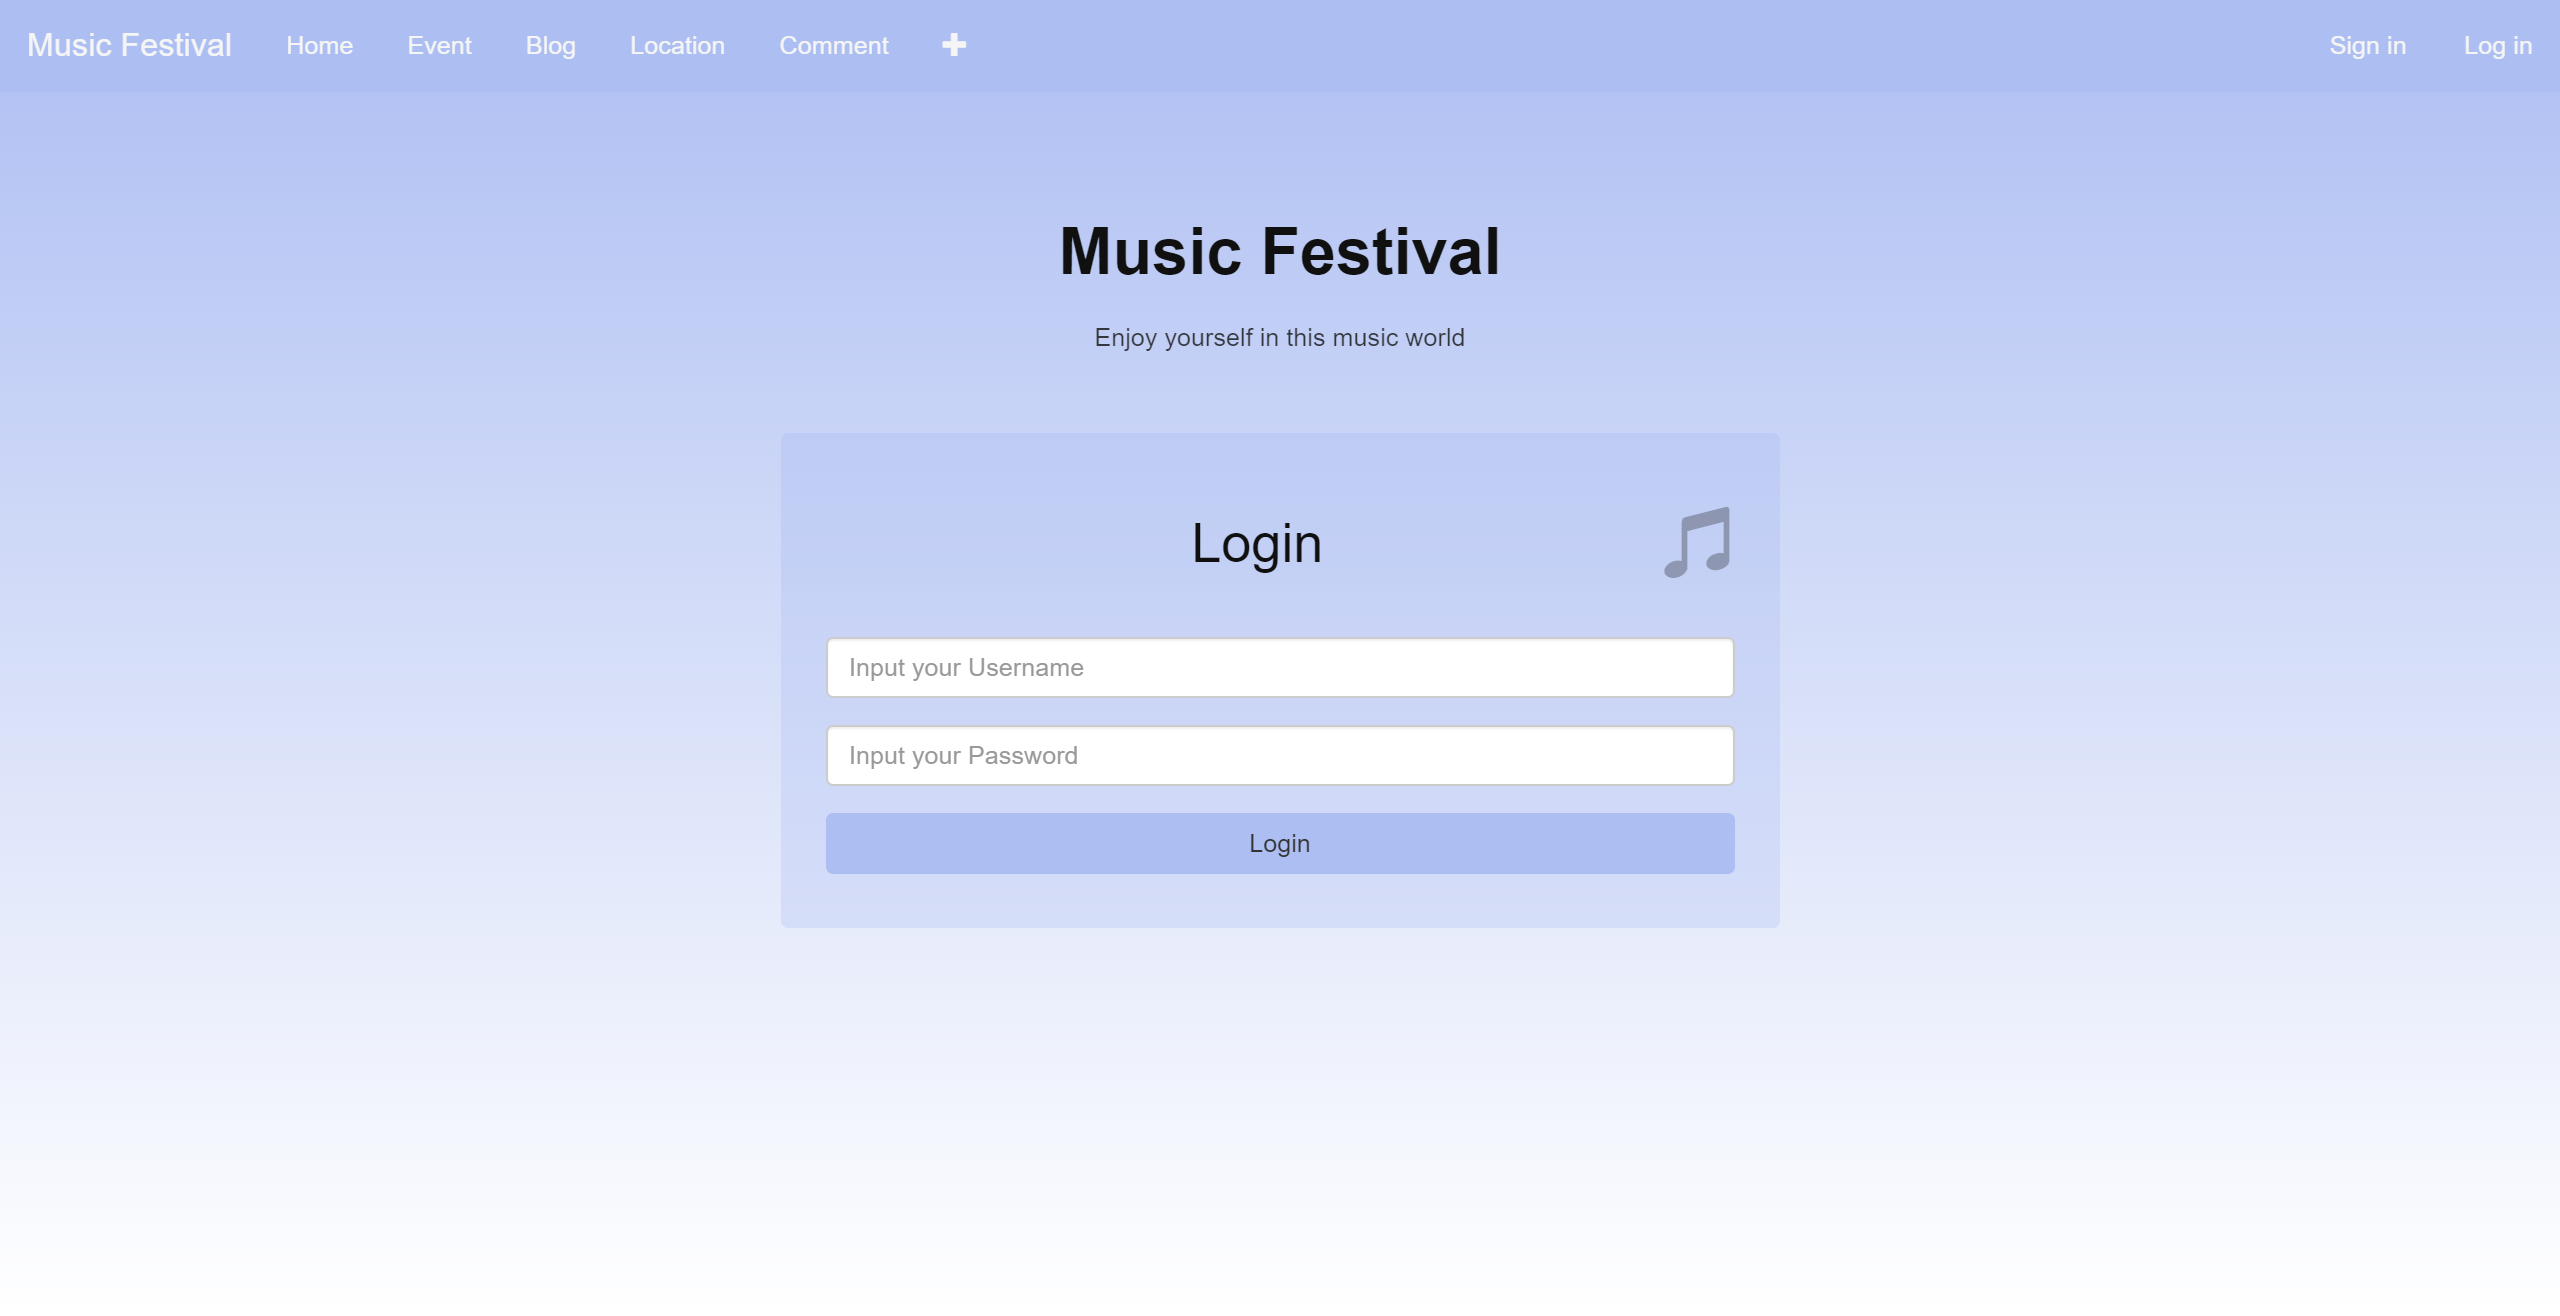 Music Festival Home Event Blog Location Comment Sign in Log in
Music Festival
Enjoy yourself in this music world
Login
Input your Username
Input your Password
Login